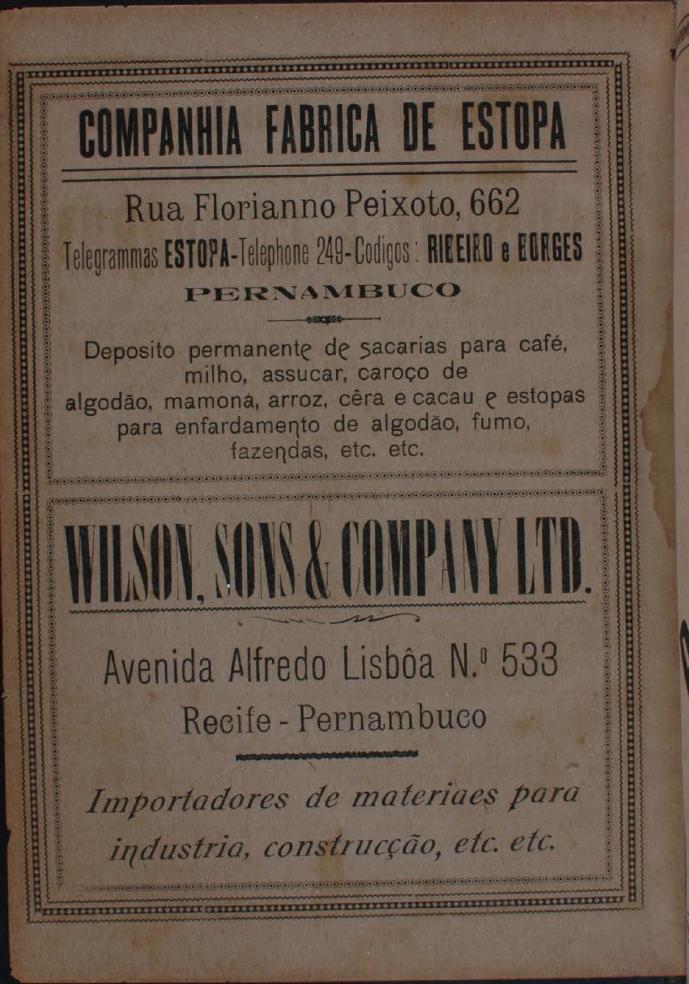 COMPANHIA FABRICA DE ESTOPA
Rua Florianno Peixoto, 662
Telegrammas ESTOPA-Telephone 249-Codigos: RIBEIRO e BORGES
PERNAMBUCO
Deposito permanente de sacarias para café,
milho, assucar, caroço de
algodão, mamona, arroz, cêra e cacau e estopas
para enfardamento de algodão, fumo,
fazendas, etc. etc.
WILSON, SONS & COMPANY LTD.
Avenida Alfredo Lisbôa N.º 533
Recife - Pernambuco
Importadores de materiaes para
industria, construcção, etc. etc.